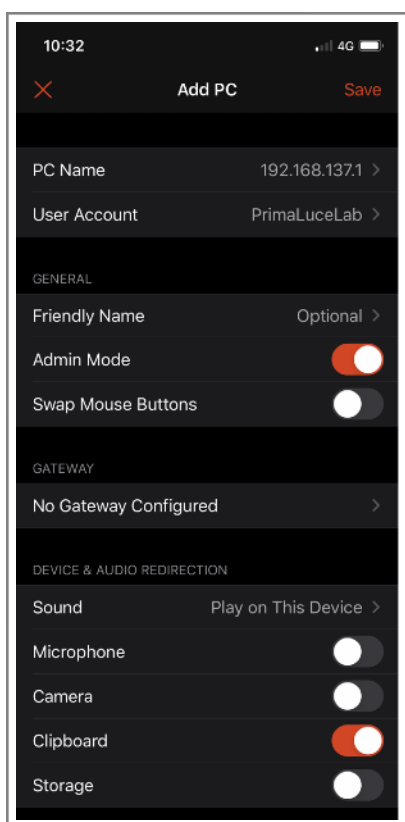 10:32 4G
Add PC Save
PC Name 192.168.137.1
User Account PrimaLuceLab
GENERAL
Friendly Name Optional
Admin Mode
Swap Mouse Buttons
GATEWAY
No Gateway Configured
DEVICE & AUDIO REDIRECTION
Sound Play on This Device
Microphone
Camera
Clipboard
Storage